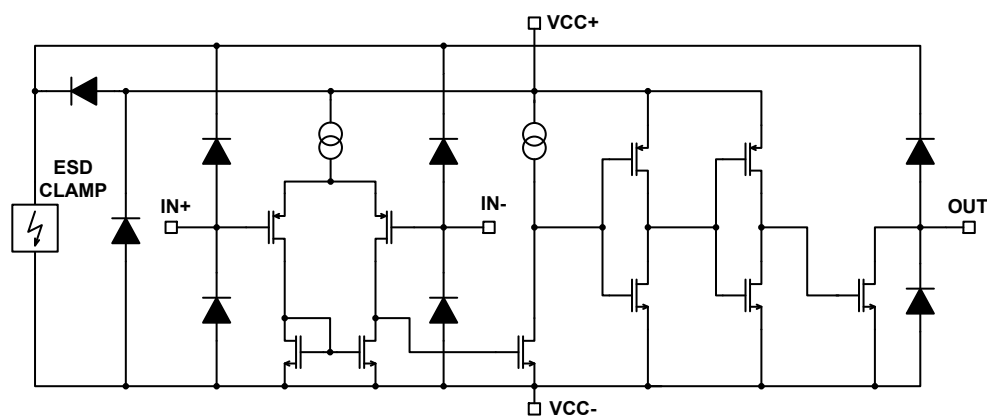 VCC+
ESD
CLAMP
IN+
IN-
OUT
VCC-